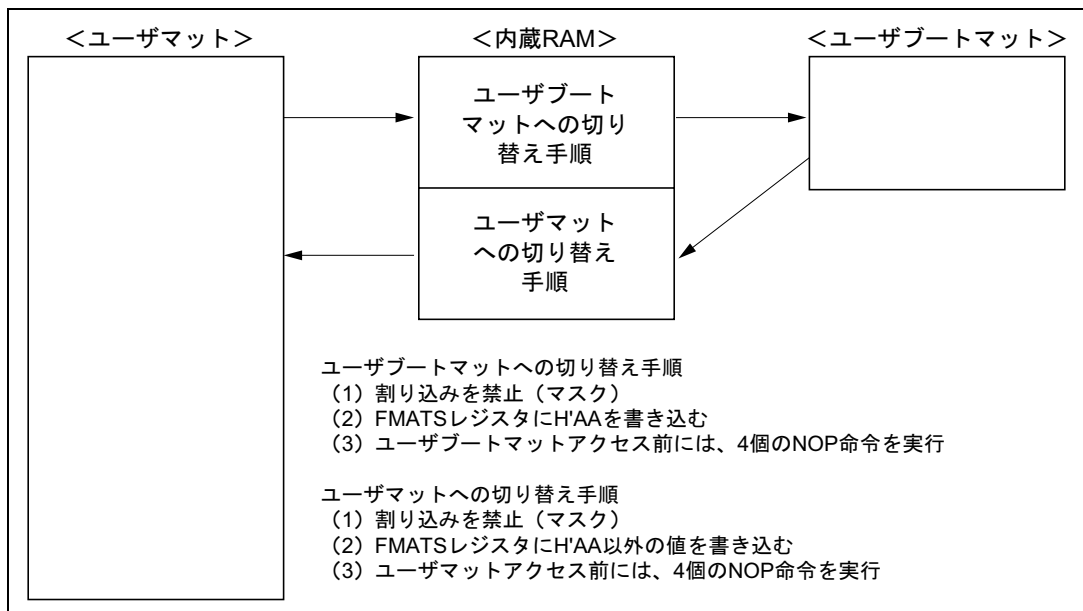 ＜ユーザマット＞
＜内蔵RAM＞
＜ユーザブートマット＞
ユーザブート
マットへの切り
替え手順
ユーザマット
への切り替え
手順
ユーザブートマットへの切り替え手順
（1）割り込みを禁止（マスク）
（2）FMATSレジスタにH'AAを書き込む
（3）ユーザブートマットアクセス前には、4個のNOP命令を実行
ユーザマットへの切り替え手順
（1）割り込みを禁止（マスク）
（2）FMATSレジスタにH'AA以外の値を書き込む
（3）ユーザマットアクセス前には、4個のNOP命令を実行